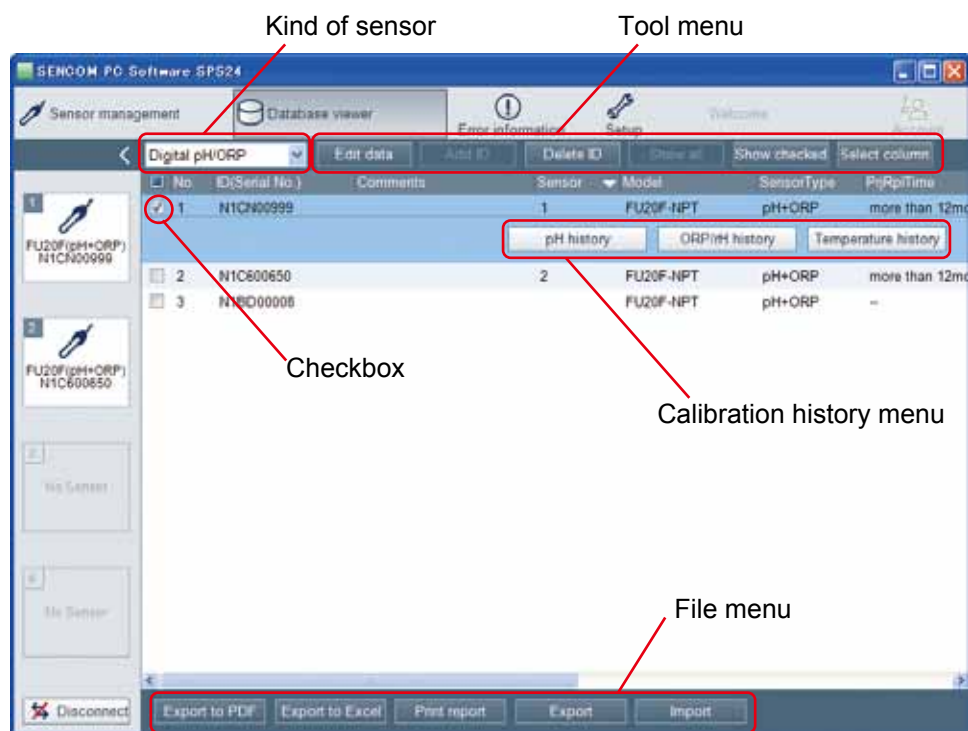 Kind of sensor Tool menu
SENCOM PC Software SPS24
Sensor management Database viewer Error information Setup Welcome Account
Digital pH/ORP Edit data Add ID Delete ID Show all Show checked Select column
No. ID(Serial No.) Comments Sensor Model SensorType PrjRplTime
1 N1CN00999 1 FU20F-NPT pH+ORP more than 12mo
pH history ORP/rH history Temperature history
2 N1C600650 2 FU20F-NPT pH+ORP more than 12mo
3 N1BD00008 FU20F-NPT pH+ORP --
1
FU20F(pH+ORP)
N1CN00999
2
FU20F(pH+ORP)
N1C600650
Checkbox
Calibration history menu
No Sensor
No Sensor
File menu
Disconnect Export to PDF Export to Excel Print report Export Import